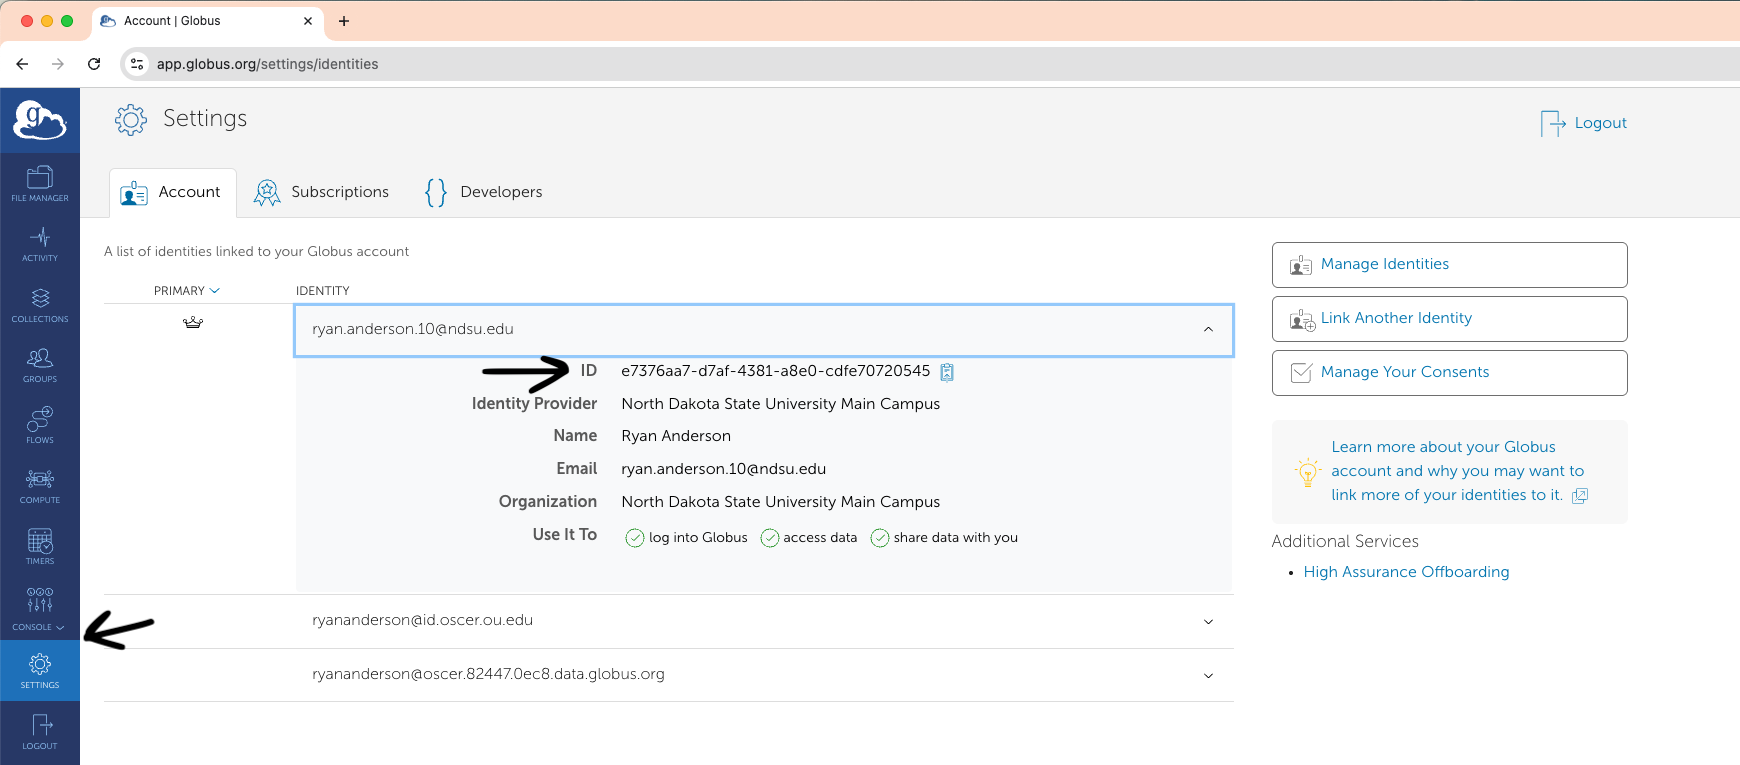 Account | Globus
app.globus.org/settings/identities
g
Settings
Logout
FILE MANAGER
ACTIVITY
COLLECTIONS
GROUPS
FLOWS
COMPUTE
TIMERS
CONSOLE
SETTINGS
LOGOUT
Account
Subscriptions
Developers
A list of identities linked to your Globus account
PRIMARY IDENTITY
ryan.anderson.10@ndsu.edu
ID e7376aa7-d7af-4381-a8e0-cdfe70720545
Identity Provider North Dakota State University Main Campus
Name Ryan Anderson
Email ryan.anderson.10@ndsu.edu
Organization North Dakota State University Main Campus
Use It To log into Globus access data share data with you
ryananderson@id.oscer.ou.edu
ryananderson@oscer.82447.0ec8.data.globus.org
Manage Identities
Link Another Identity
Manage Your Consents
Learn more about your Globus
account and why you may want to
link more of your identities to it.
Additional Services
• High Assurance Offboarding